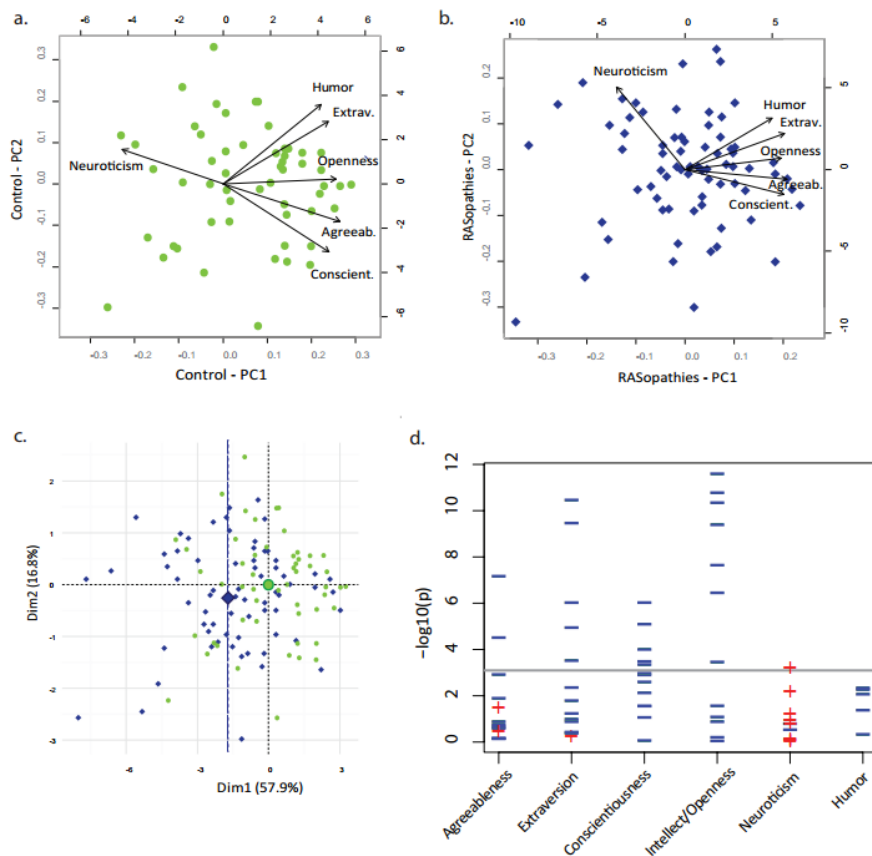 a.
-6 -4 -2 0 2 4 6
Control - PC2
0.3
0.2
0.1
0.0
-0.1
-0.2
-0.3
Humor
Extrav.
Openness
Neuroticism
Agreeab.
Conscient.
6
4
2
0
-2
-4
-6
-0.3 -0.2 -0.1 0.0 0.1 0.2 0.3
Control - PC1
b.
-10 -5 0 5
RASopathies - PC2
0.2
0.1
0.0
-0.1
-0.2
-0.3
Neuroticism
Humor
Extrav.
Openness
Agreeab.
Conscient.
5
0
-5
-10
-0.3 -0.2 -0.1 0.0 0.1 0.2
RASopathies - PC1
c.
Dim2 (16.8%)
2
1
0
-1
-2
-3
-6 -3 0 3
Dim1 (57.9%)
d.
−log10(p)
12
10
8
6
4
2
0
Agreeableness
Extraversion
Conscientiousness
Intellect/Openness
Neuroticism
Humor